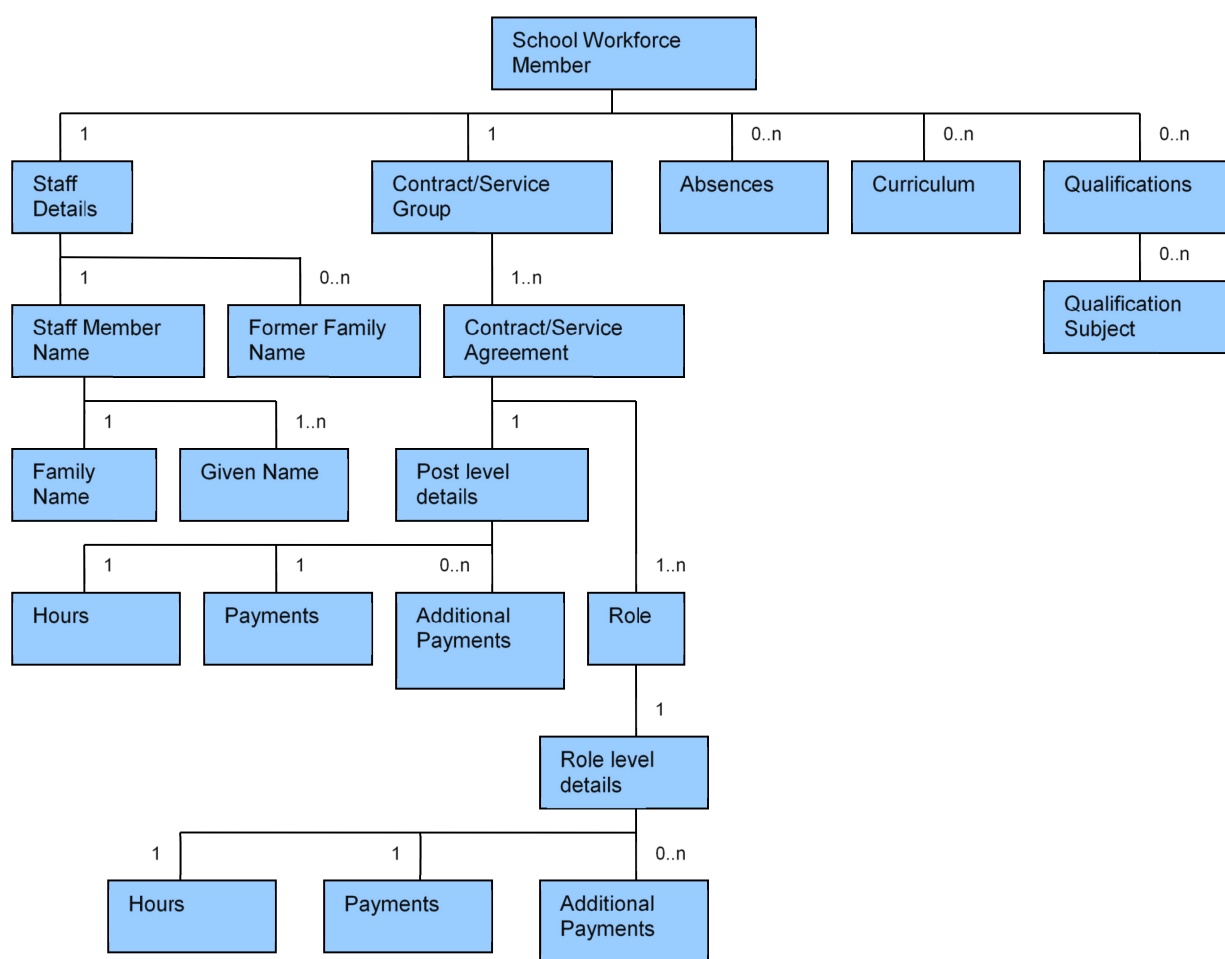 School Workforce
Member
1
1
0..n
0..n
0..n
Staff
Details
Contract/Service
Group
Absences
Curriculum
Qualifications
1
0..n
1..n
0..n
Staff Member
Name
Former Family
Name
Contract/Service
Agreement
Qualification
Subject
1
1..n
1
Family
Name
Given Name
Post level
details
1
1
0..n
1..n
Hours
Payments
Additional
Payments
Role
1
Role level
details
1
1
0..n
Hours
Payments
Additional
Payments